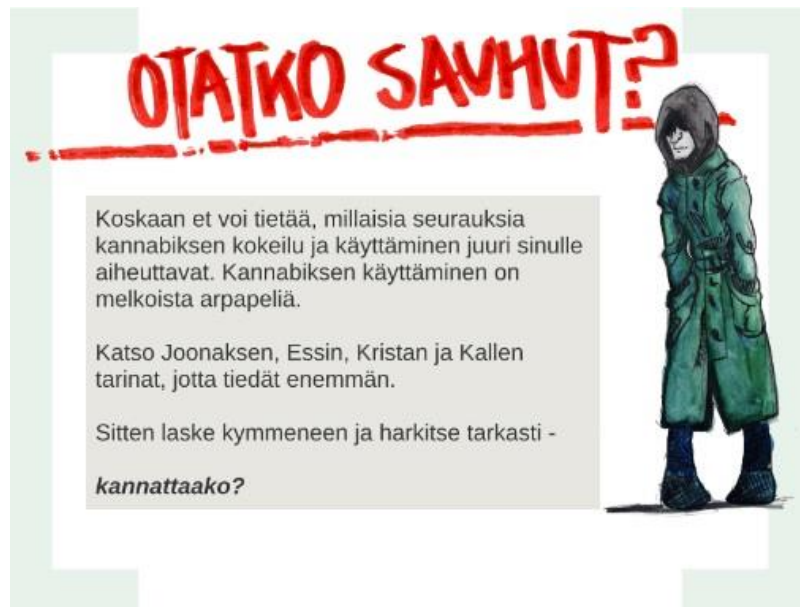 OTATKO SAVHUT?
Koskaan et voi tietää, millaisia seurauksia
kannabiksen kokeilu ja käyttäminen juuri sinulle
aiheuttavat. Kannabiksen käyttäminen on
melkoista arpapeliä.
Katso Joonaksen, Essin, Kristan ja Kallen
tarinat, jotta tiedät enemmän.
Sitten laske kymmeneen ja harkitse tarkasti -
kannattaako?